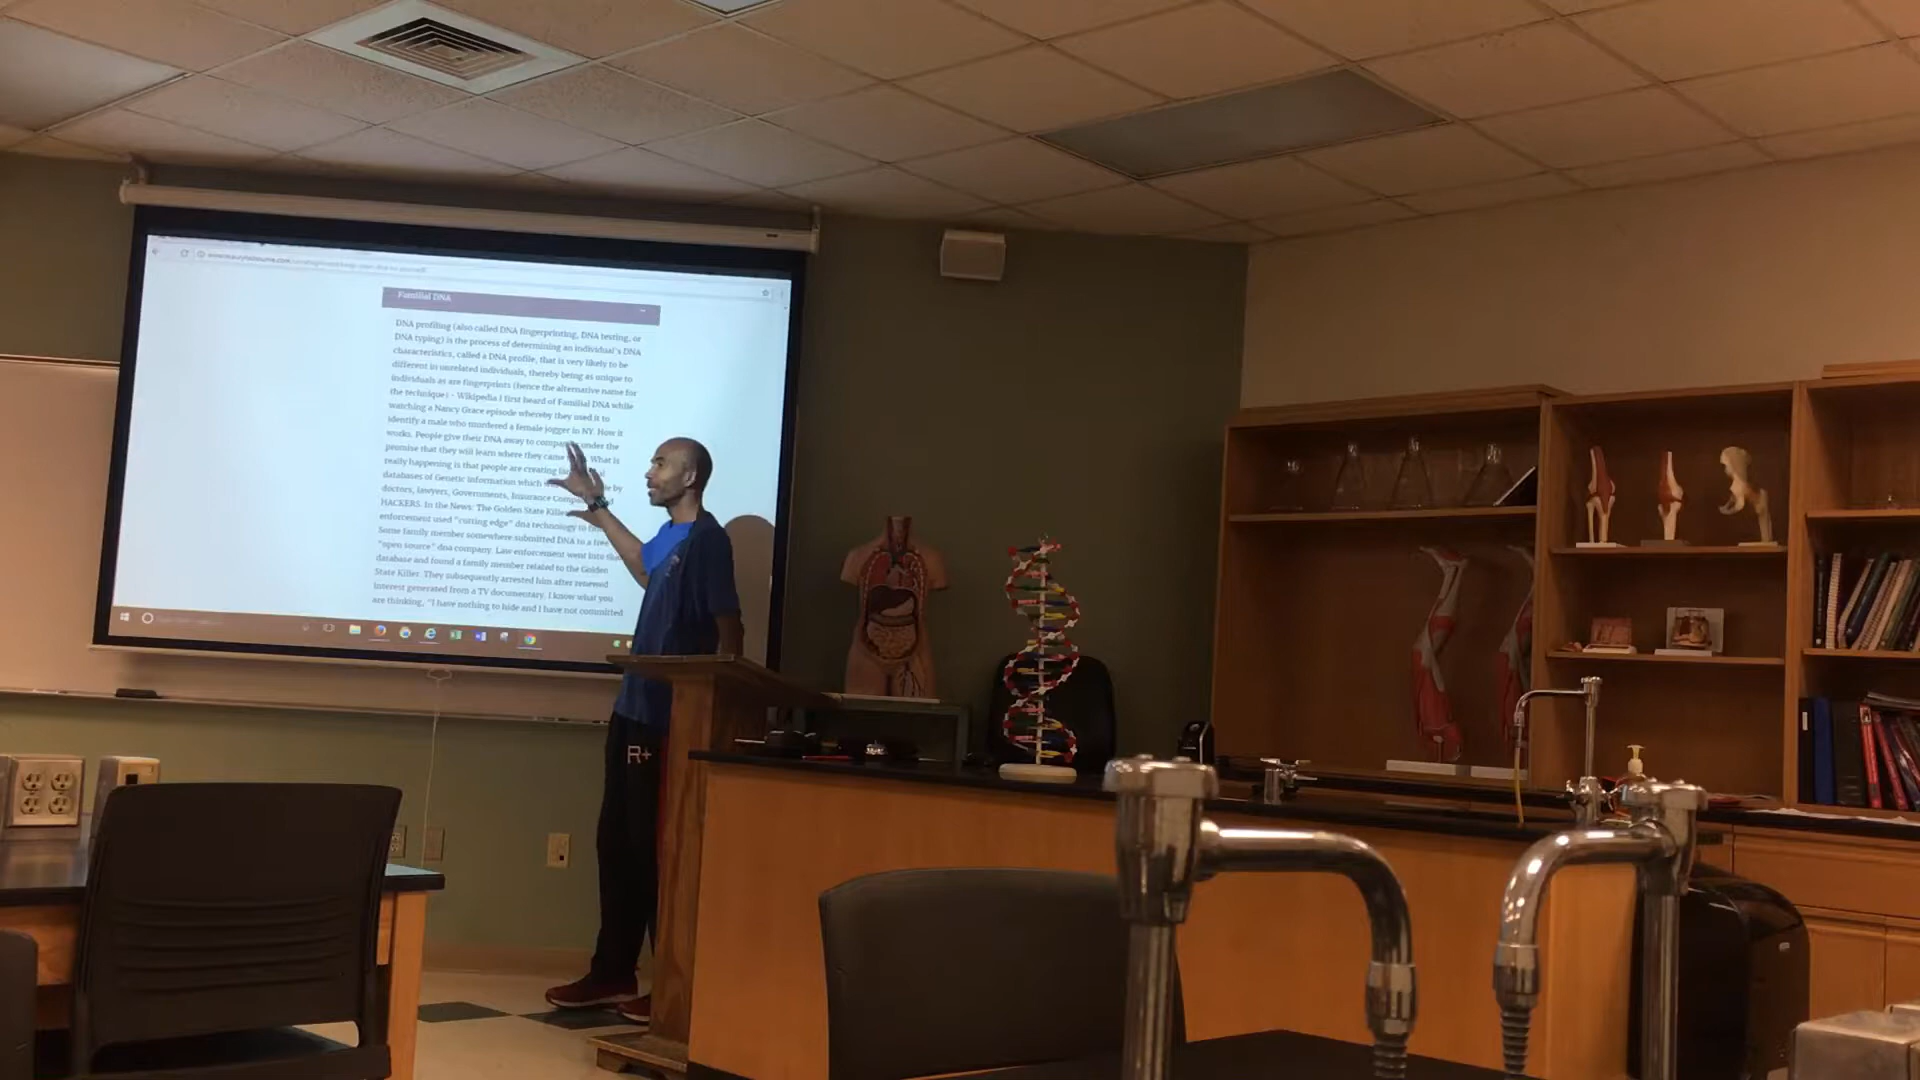 Familial DNA
DNA profiling (also called DNA fingerprinting, DNA testing, or
DNA typing) is the process of determining an individual's DNA
characteristics, called a DNA profile, that is very likely to be
different in unrelated individuals, thereby being as unique to
individuals as are fingerprints (hence the alternative name for
the technique) - Wikipedia I first heard of Familial DNA while
watching a Nancy Grace episode whereby they used it to
identify a male who murdered a female jogger in NY. How it
works. People give their DNA away to companies under the
promise that they will learn where they came What is
really happening is that people are creating
databases of Genetic information which by
doctors, lawyers, Governments, Insurance
HACKERS. In the News: The Golden State Killer
enforcement used "cutting edge" dna technology to
Some family member somewhere submitted DNA to a free
"open source" dna company. Law enforcement went into
database and found a family member related to the Golden
State Killer. They subsequently arrested him after renewed
interest generated from a TV documentary. I know what you
are thinking, "I have nothing to hide and I have not committed
R+